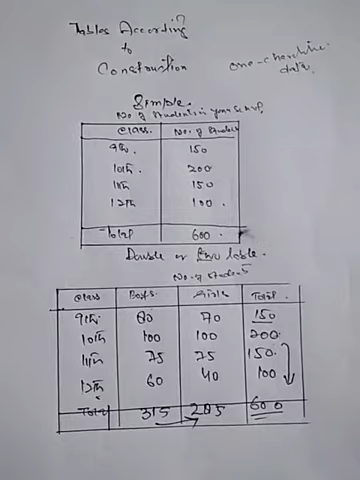 Tables According
to
Construction
one-
data
Simple.
No of students in your school
Class. No. of students
9th 150
10th. 200
11th 150
12th 100.
Total 600.
Double or Two table.
No-of students
Class Boys. Girls Total.
9th 80 70 150
10th 100 100 200
11th 75 75 150.
12th 60 40 100
Total 315 285 600